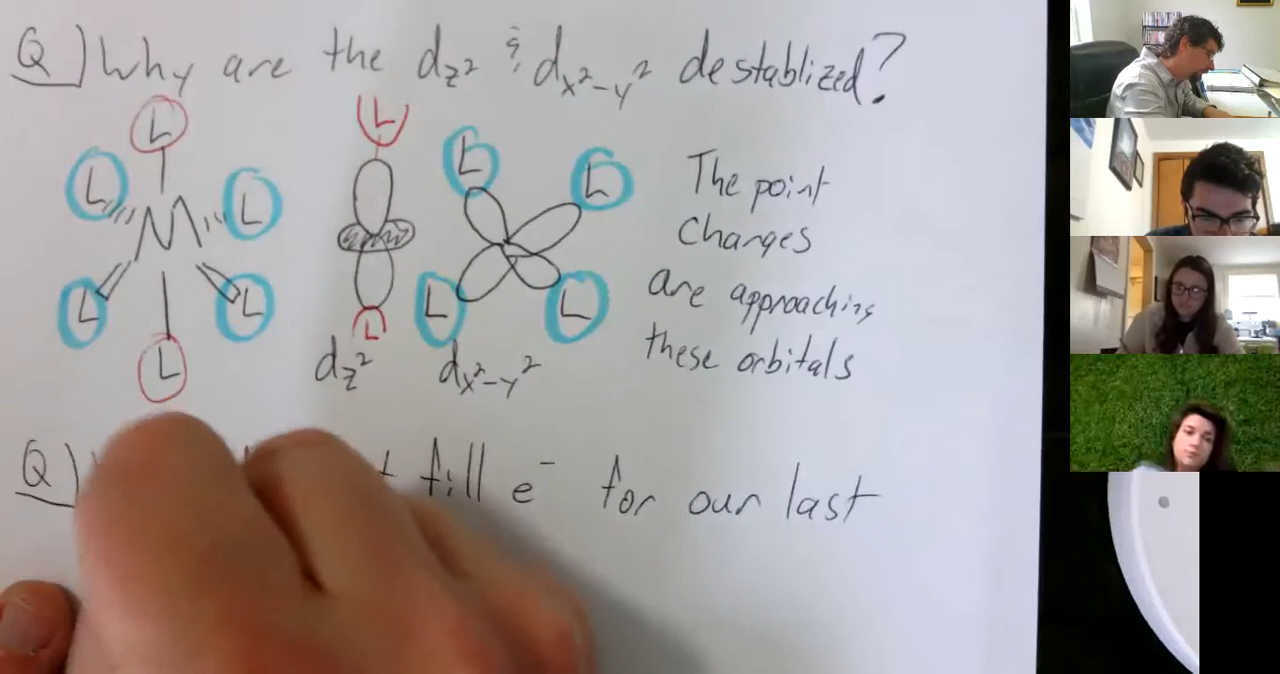 Q) Why are the dz² & dx²-y² destablized?
L L
L L L L L
M
L L L L
L L
dz² dx²-y²
The point
charges
are approaching
these orbitals
Q) fill e⁻ for our last